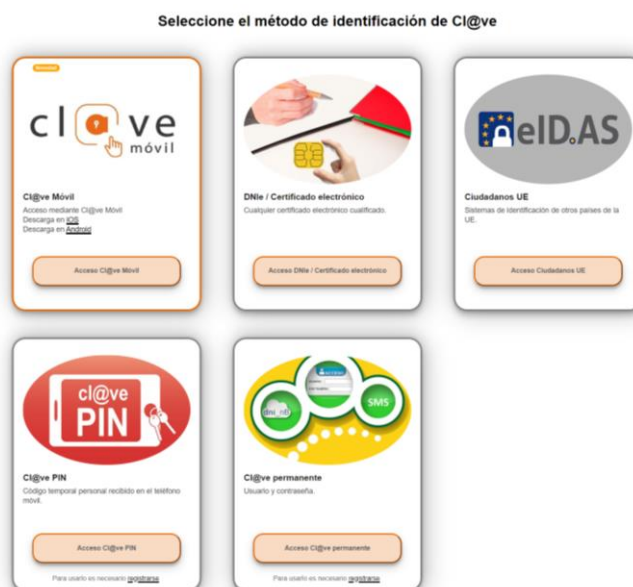 Seleccione el método de identificación de Cl@ve
cl@ve
móvil
Cl@ve Móvil
Acceso mediante Cl@ve Móvil
Descarga en iOS
Descarga en Android
Acceso Cl@ve Móvil
DNIe / Certificado electrónico
Cualquier certificado electrónico cualificado.
Acceso DNIe / Certificado electrónico
eID.AS
Ciudadanos UE
Sistemas de identificación de otros países de la
UE.
Acceso Ciudadanos UE
cl@ve
PIN
Cl@ve PIN
Código temporal personal recibido en el teléfono
móvil.
Acceso Cl@ve PIN
Para usarlo es necesario registrarse
SMS
Cl@ve permanente
Usuario y contraseña.
Acceso Cl@ve permanente
Para usarlo es necesario registrarse